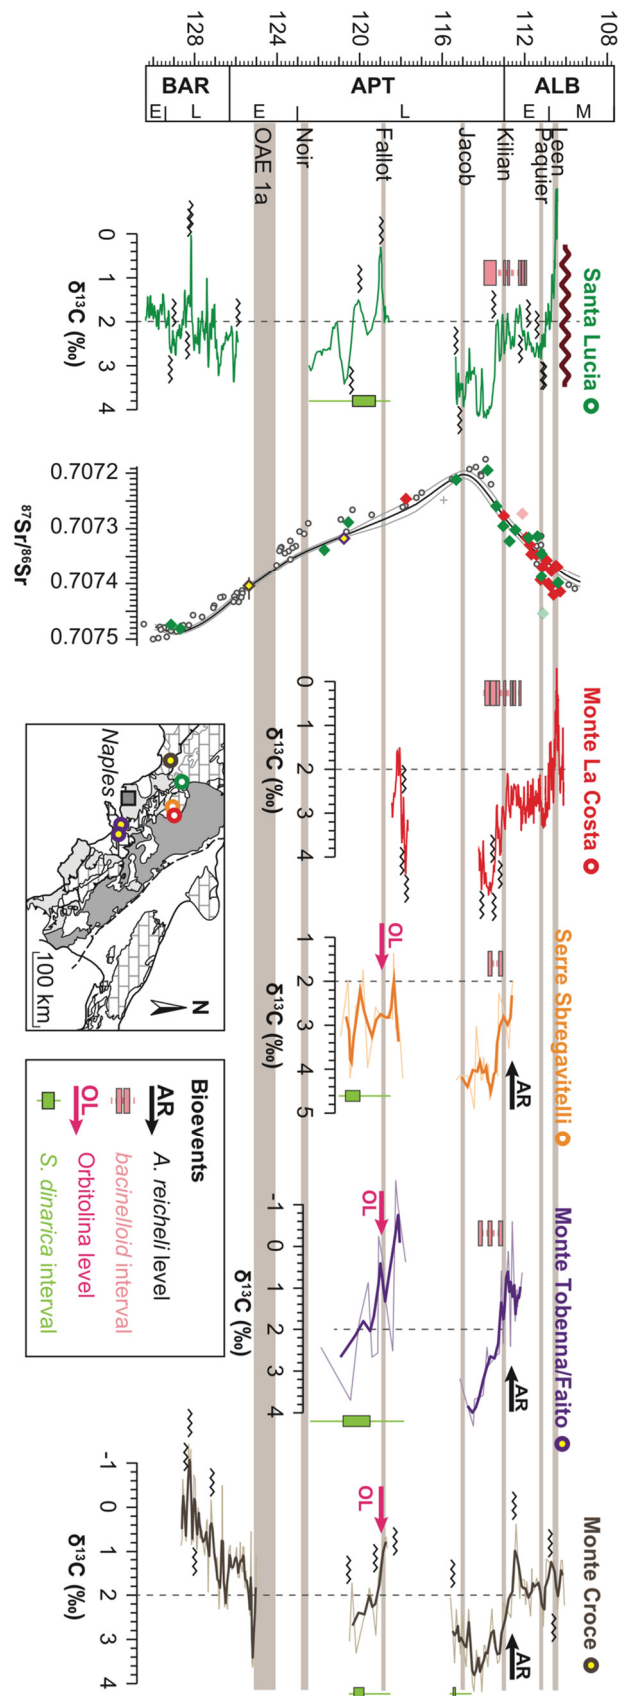 128
124
120
116
112
108
BAR
APT
ALB
E
L
E
L
E
M
OAE 1a
Noir
Fallot
Jacob
Kilian
Paquier
Leen
0
1
2
3
4
δ13C (‰)
Santa Lucia
0.7072
0.7073
0.7074
0.7075
87Sr/86Sr
0
1
2
3
4
δ13C (‰)
Monte La Costa
1
2
3
4
5
δ13C (‰)
OL
AR
Serre Sbregavitelli
-1
0
1
2
3
4
δ13C (‰)
OL
AR
Monte Tobenna/Faito
-1
0
1
2
3
4
δ13C (‰)
OL
AR
Monte Croce
Naples
100 km
N
Bioevents
AR A. reicheli level
bacinelloid interval
OL Orbitolina level
S. dinarica interval